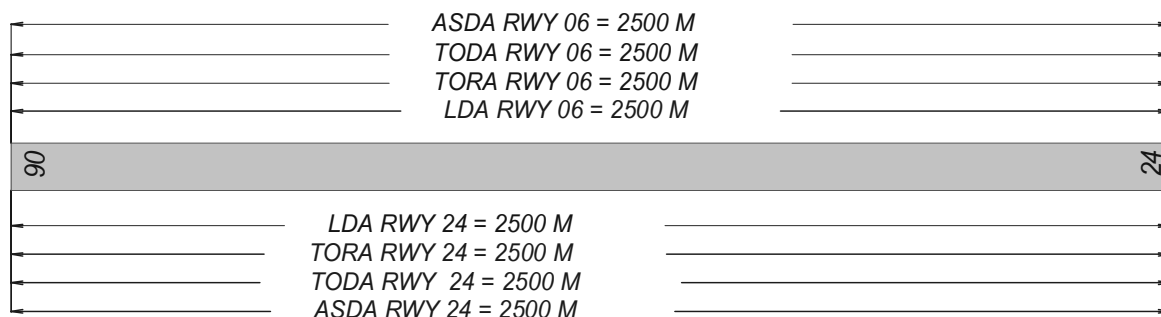 ASDA RWY 06 = 2500 M
TODA RWY 06 = 2500 M
TORA RWY 06 = 2500 M
LDA RWY 06 = 2500 M
06
24
LDA RWY 24 = 2500 M
TORA RWY 24 = 2500 M
TODA RWY 24 = 2500 M
ASDA RWY 24 = 2500 M